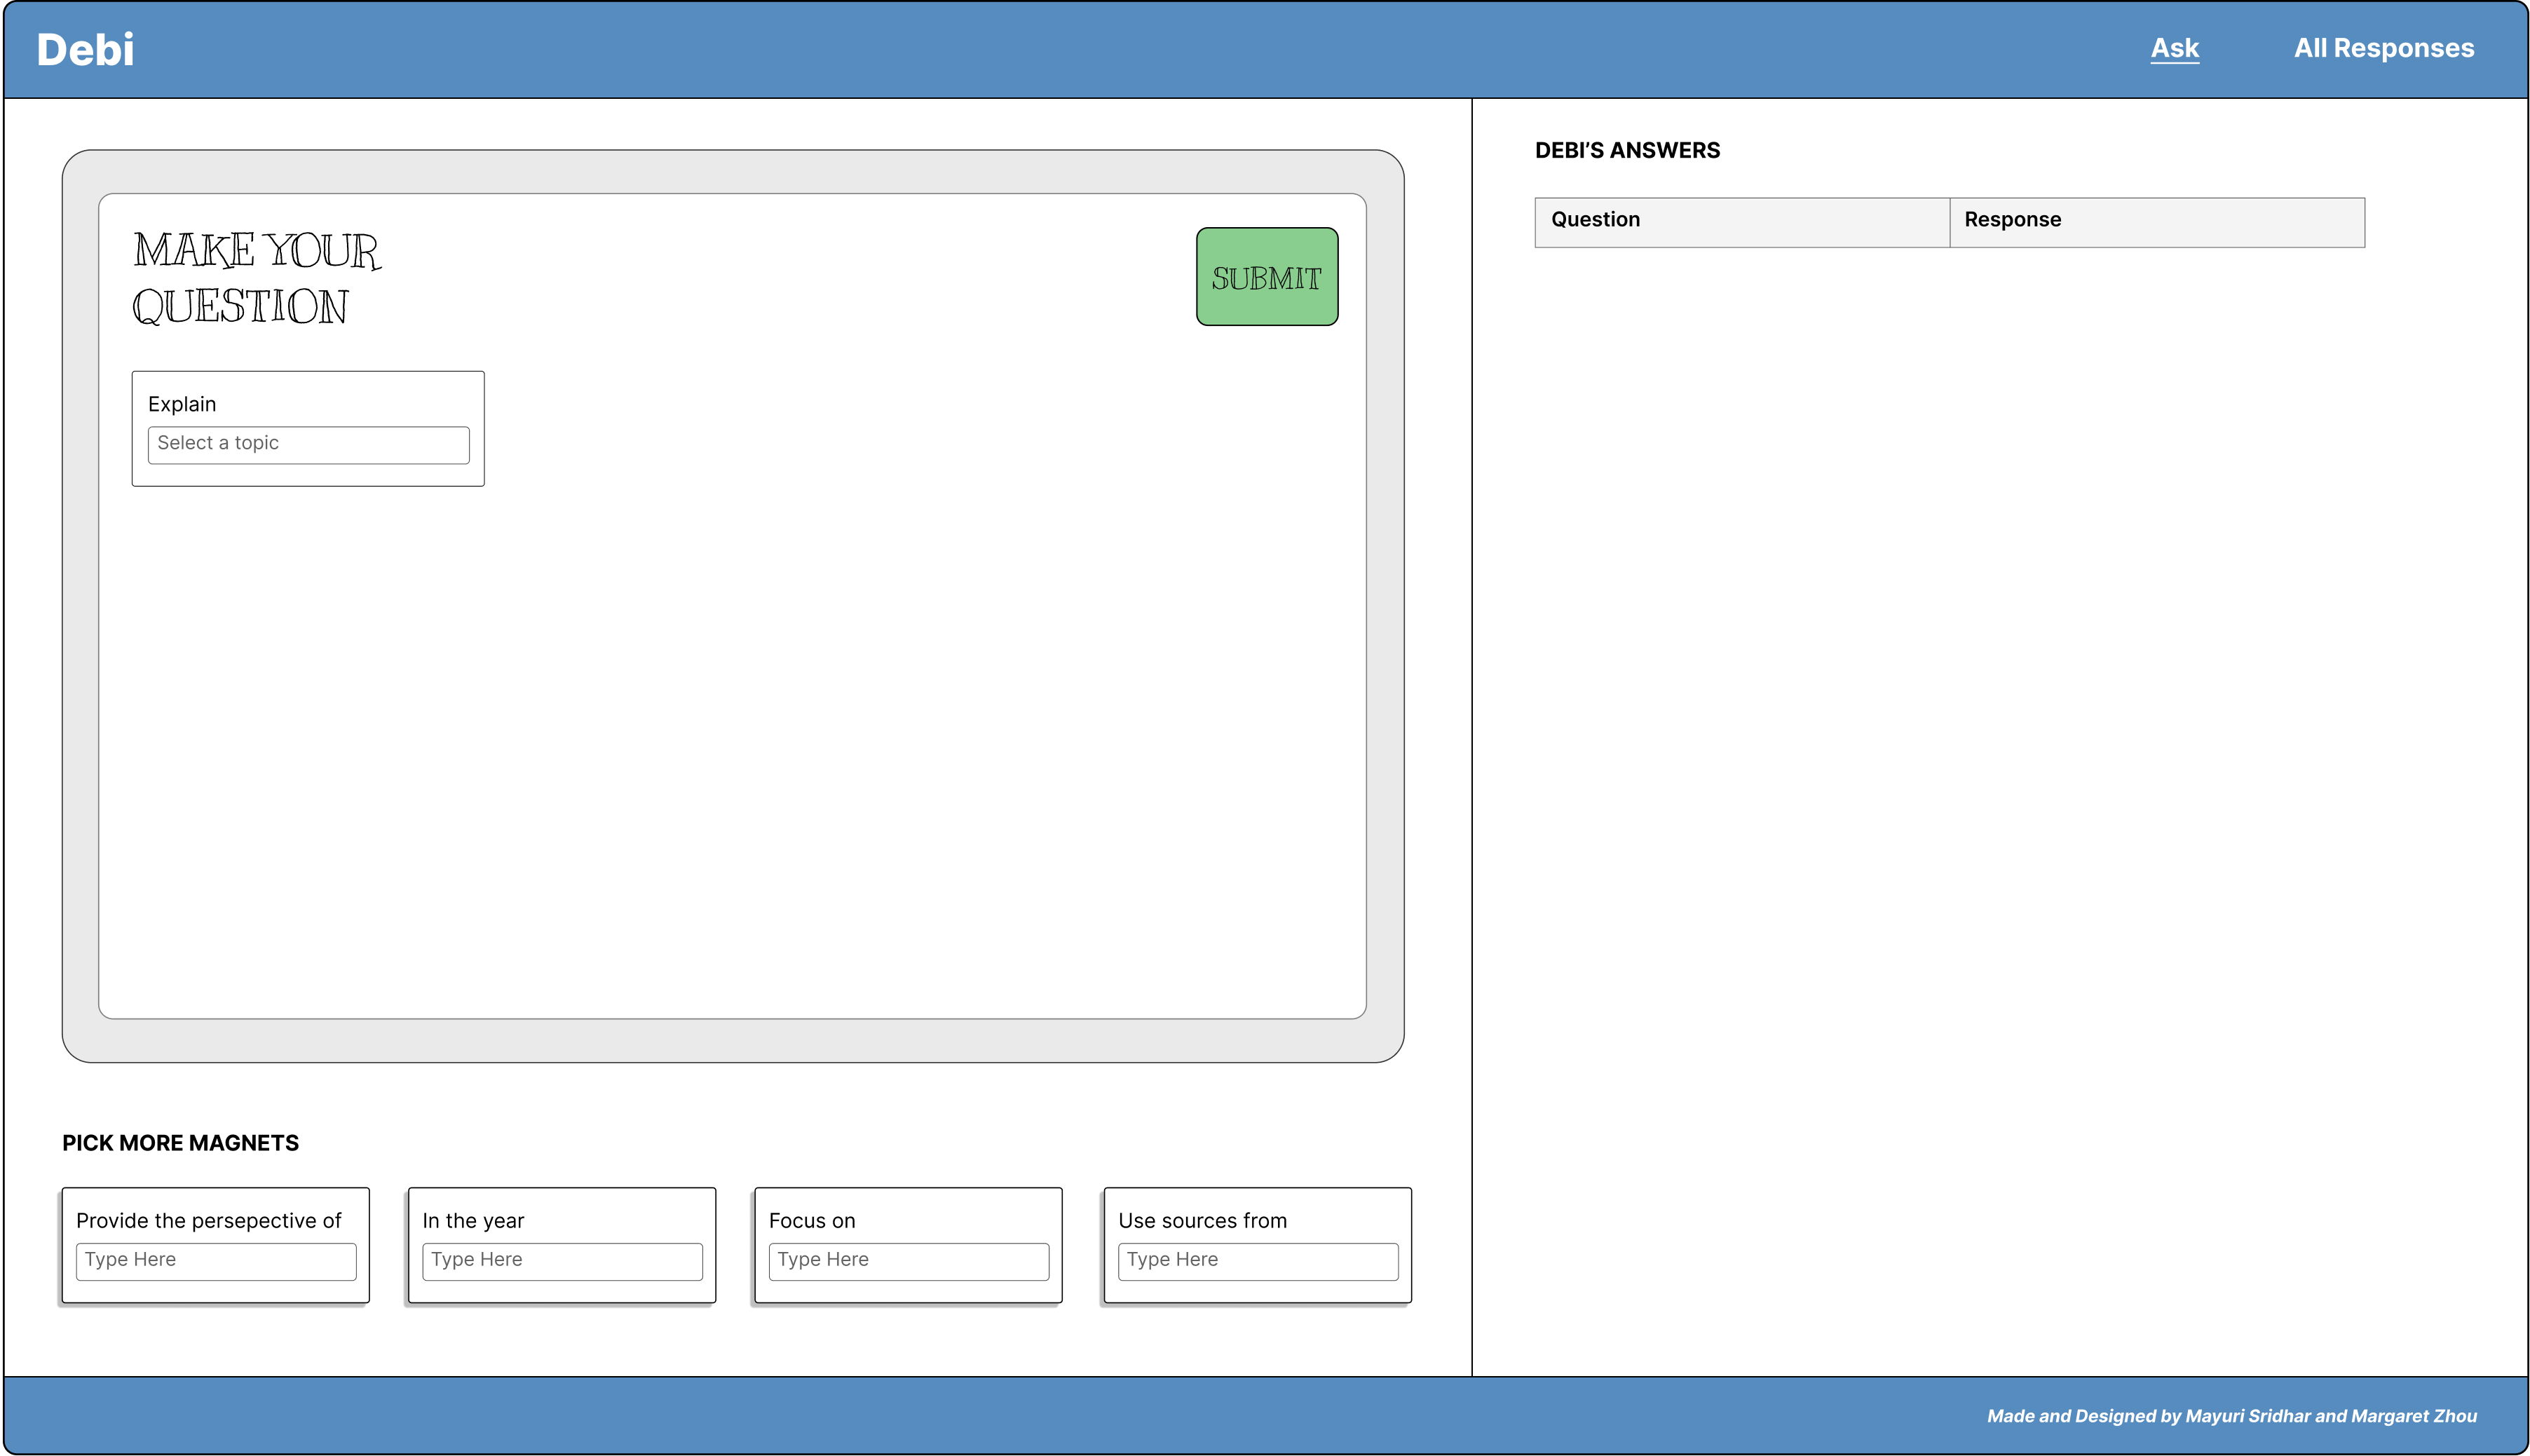 Debi
Ask
All Responses
MAKE YOUR
QUESTION
SUBMIT
Explain
Select a topic
DEBI’S ANSWERS
Question
Response
PICK MORE MAGNETS
Provide the persepective of
Type Here
In the year
Type Here
Focus on
Type Here
Use sources from
Type Here
Made and Designed by Mayuri Sridhar and Margaret Zhou